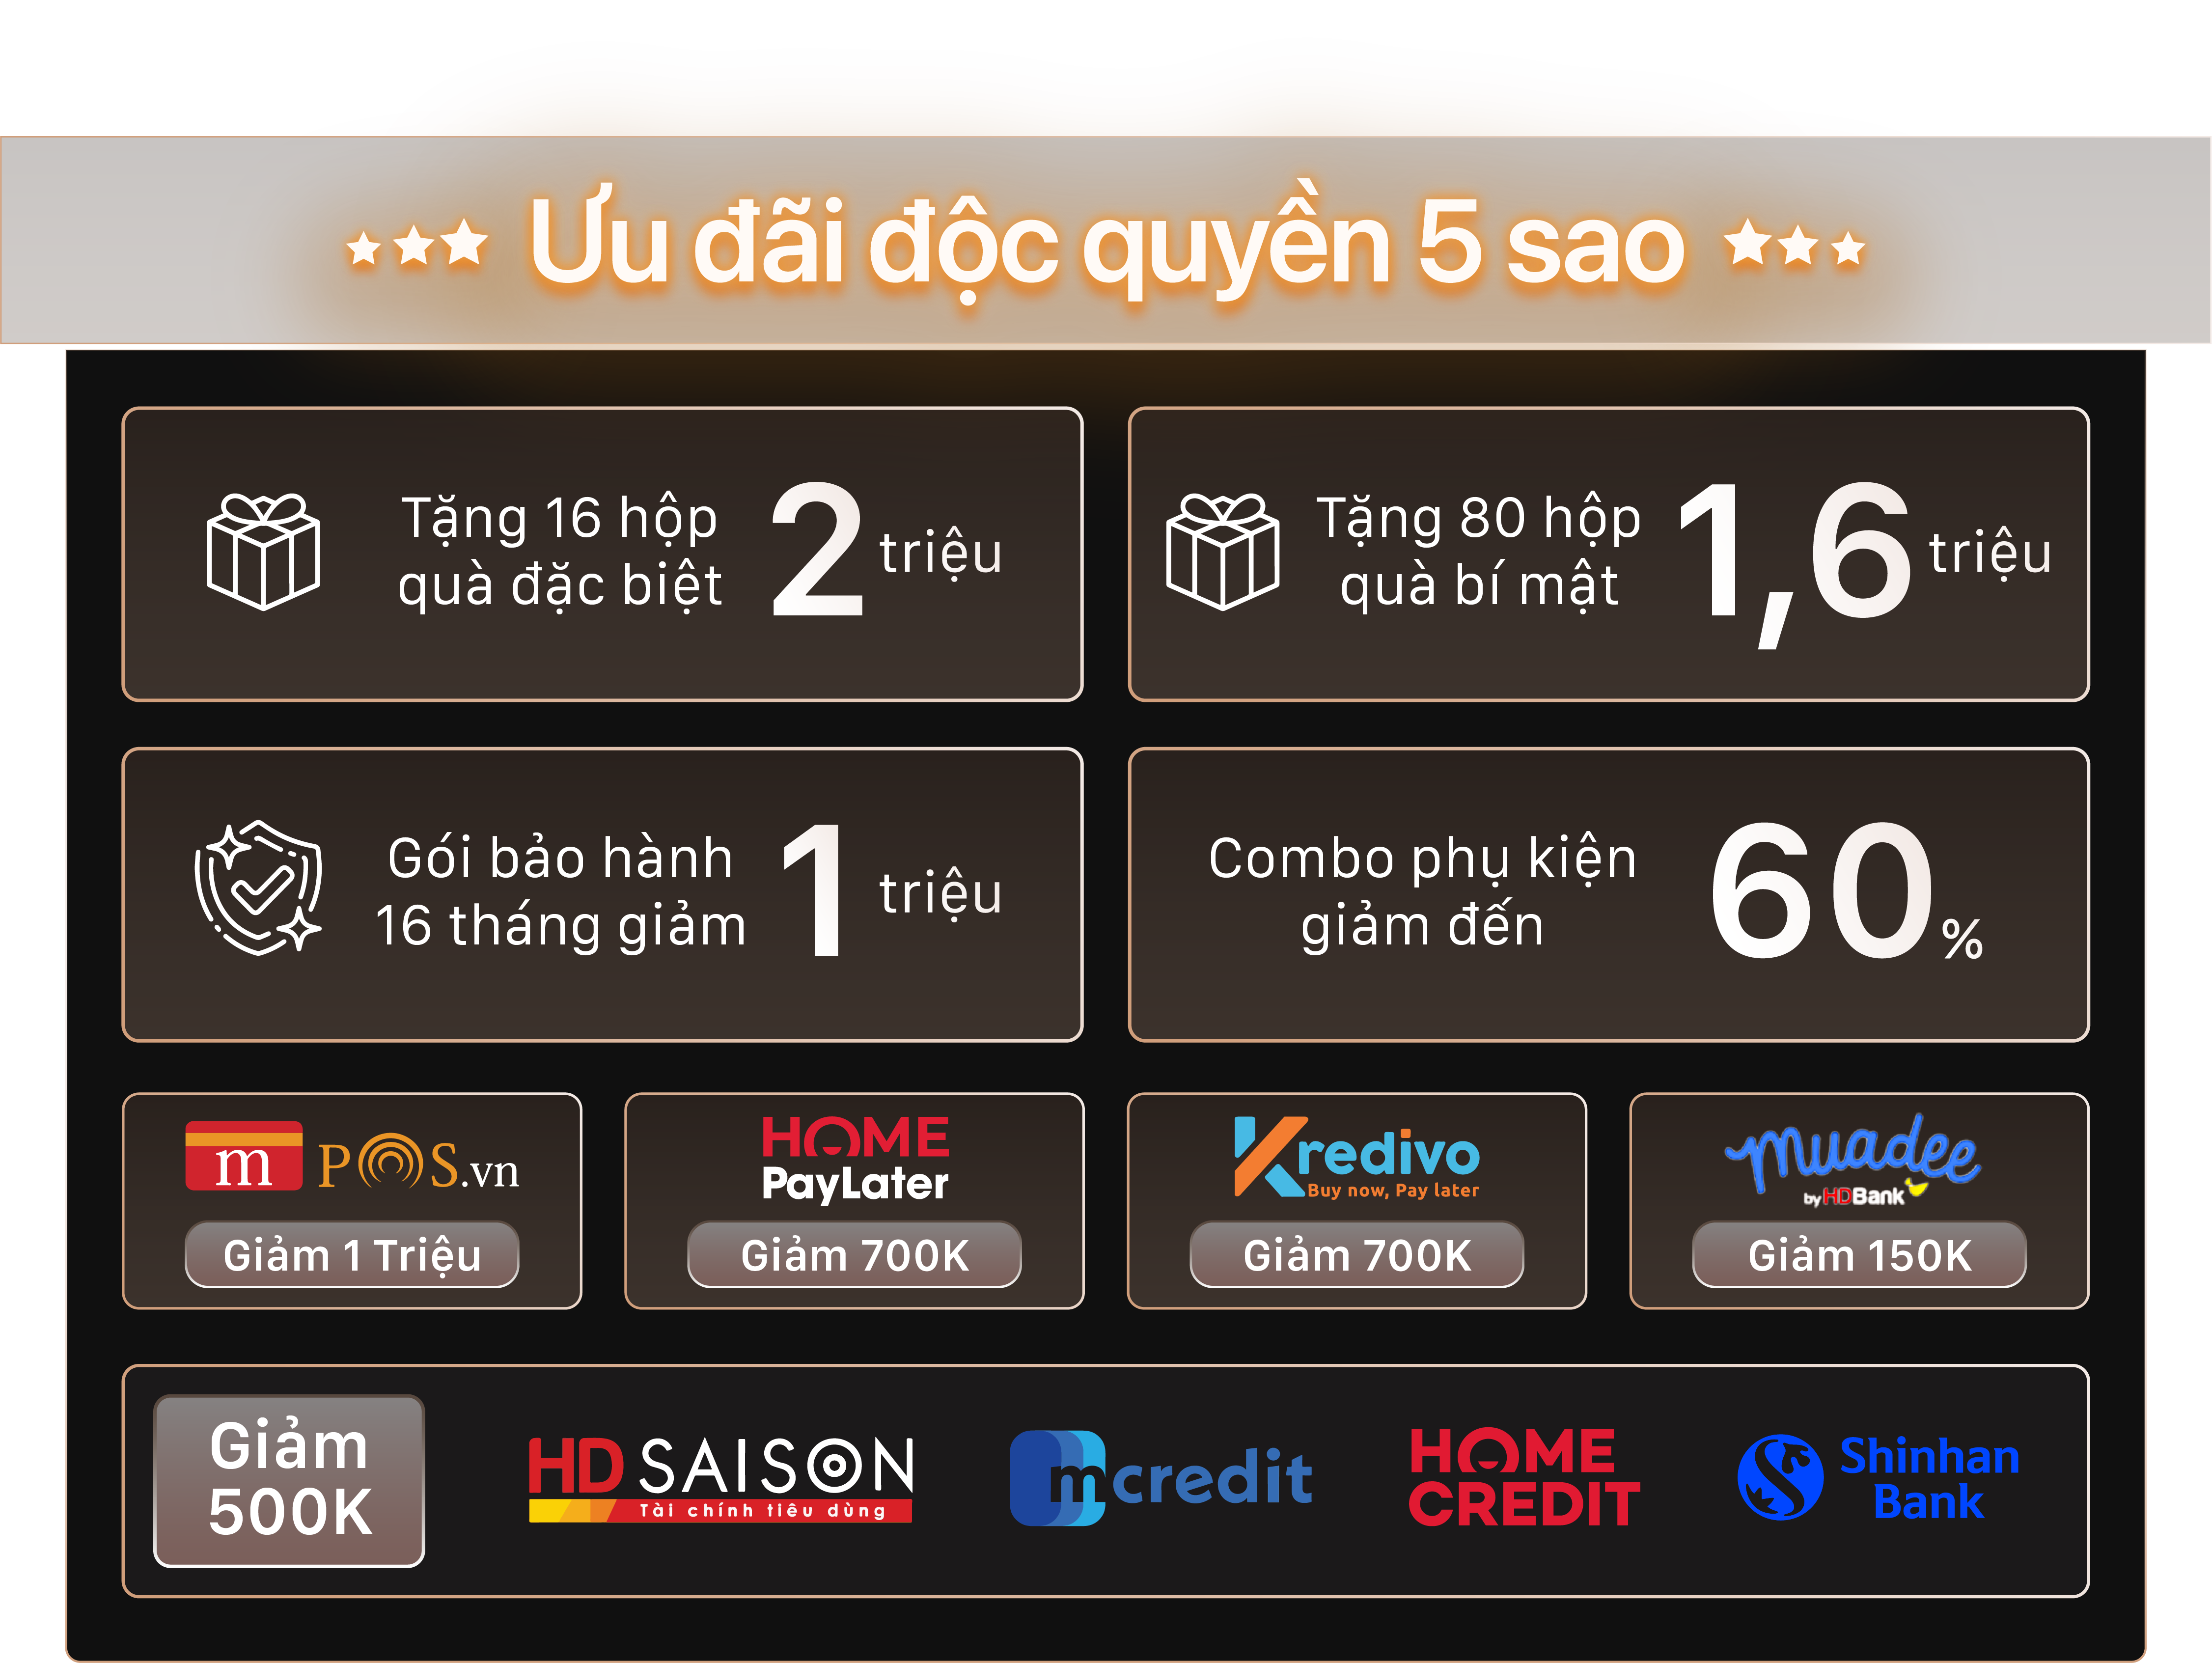 Ưu đãi độc quyền 5 sao
Tặng 16 hộp
quà đặc biệt
2 triệu
Tặng 80 hộp
quà bí mật
1,6 triệu
Gói bảo hành
16 tháng giảm
1 triệu
Combo phụ kiện
giảm đến
60%
mPOS.vn
Giảm 1 Triệu
HOME
PayLater
Giảm 700K
Kredivo
Buy now, Pay later
Giảm 700K
muadee
by HDBank
Giảm 150K
Giảm
500K
HD SAISON
Tài chính tiêu dùng
mcredit
HOME
CREDIT
Shinhan
Bank